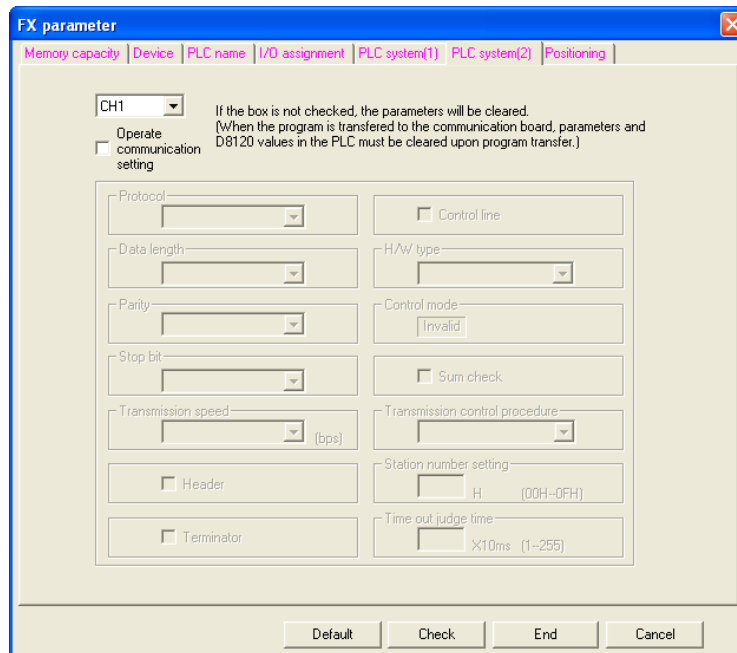 FX parameter
Memory capacity Device PLC name I/O assignment PLC system(1) PLC system(2) Positioning
CH1
If the box is not checked, the parameters will be cleared.
(When the program is transfered to the communication board, parameters and
D8120 values in the PLC must be cleared upon program transfer.)
Operate
communication
setting
Protocol
Control line
Data length
H/W type
Parity
Control mode
Invalid
Stop bit
Sum check
Transmission speed
(bps)
Transmission control procedure
Header
Station number setting
H (00H--0FH)
Terminator
Time out judge time
X10ms (1--255)
Default Check End Cancel